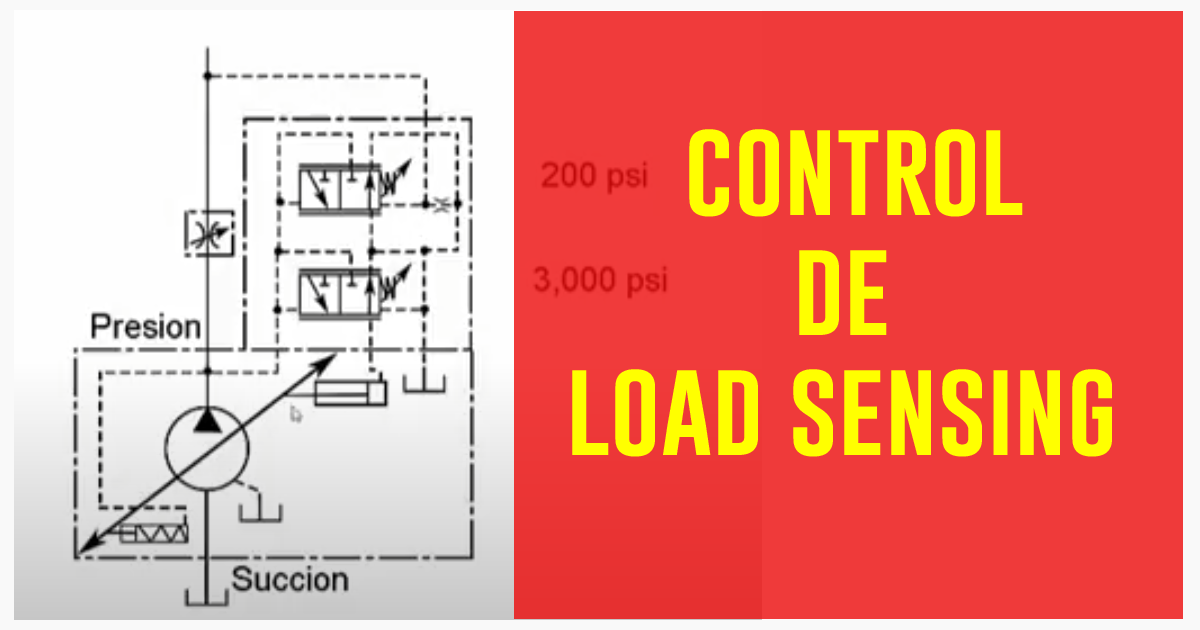 Presion
Succion
200 psi
3,000 psi
CONTROL
DE
LOAD SENSING